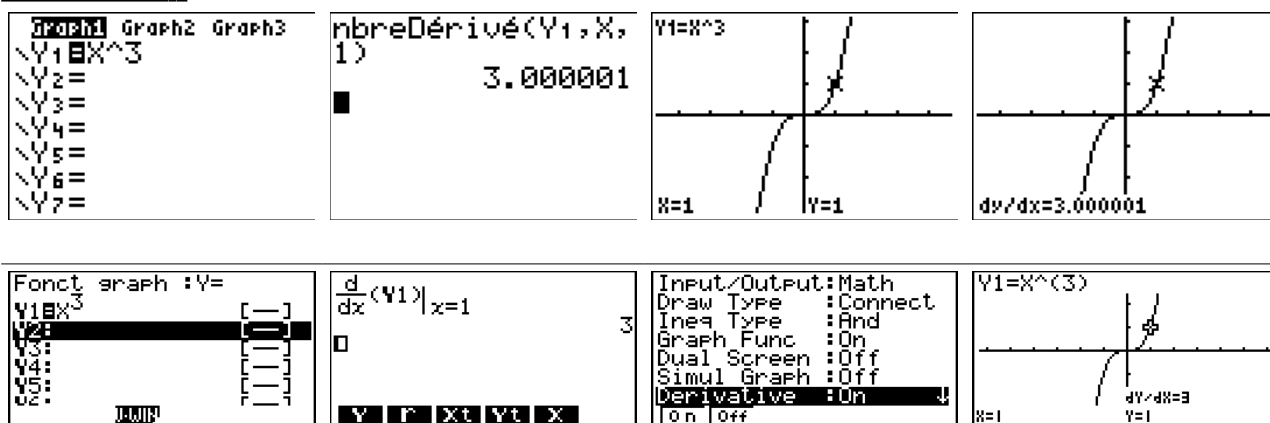 Graph1 Graph2 Graph3
\Y1=X^3
\Y2=
\Y3=
\Y4=
\Y5=
\Y6=
\Y7=
nbreDérivé(Y1,X,
1)
3.000001
Y1=X^3
X=1 Y=1
dy/dx=3.000001
Fonct graph :Y=
Y1=X³ [—]
Y2: [—]
Y3: [—]
Y4: [—]
Y5: [—]
[—]
V-WIN
d/dx(Y1)|x=1
3
Y r Xt Yt X
Input/Output:Math
Draw Type :Connect
Ineq Type :And
Graph Func :On
Dual Screen :Off
Simul Graph :Off
Derivative :On ↓
On Off
Y1=X^(3)
dY/dX=3
X=1 Y=1